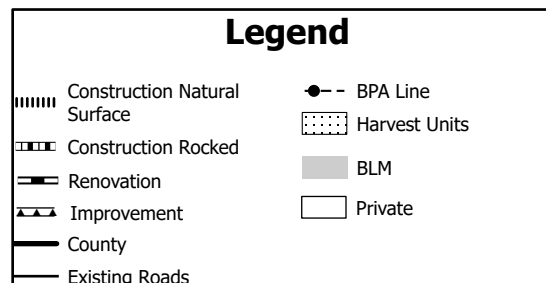 Legend
Construction Natural
Surface
Construction Rocked
Renovation
Improvement
County
Existing Roads
BPA Line
Harvest Units
BLM
Private